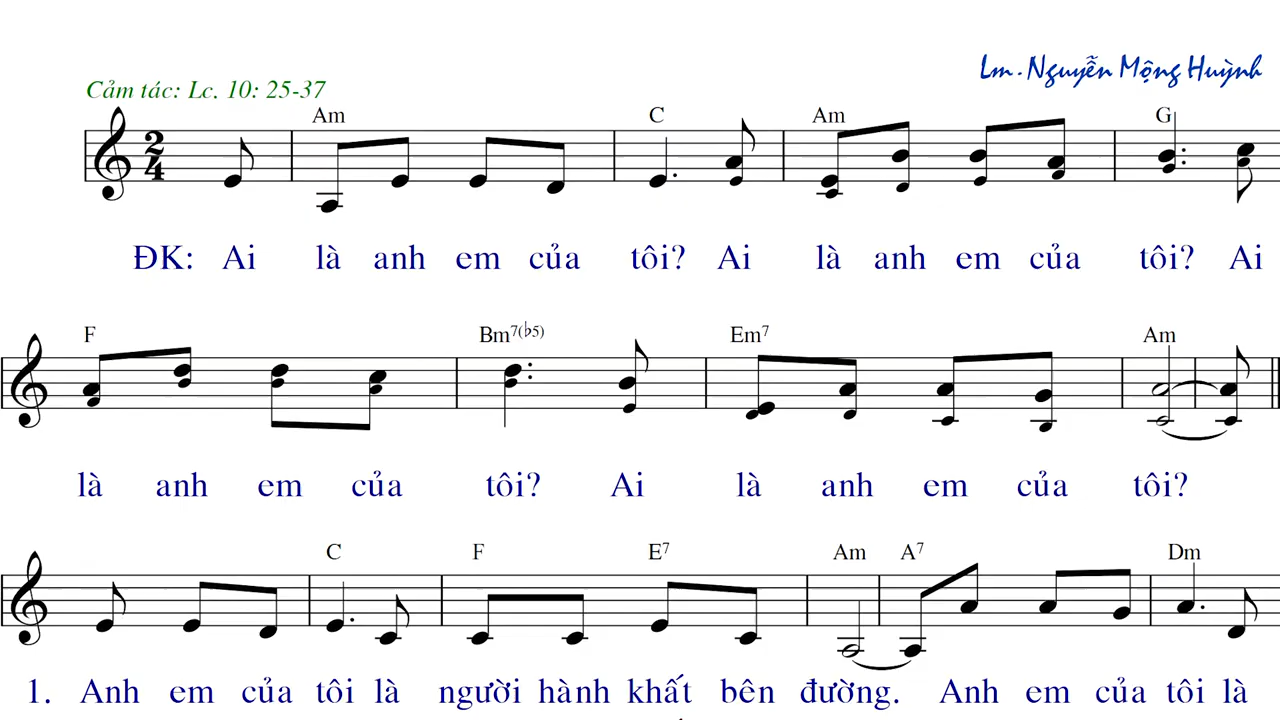 Lm. Nguyễn Mộng Huỳnh
Cảm tác: Lc. 10: 25-37
Am C Am G
2
4
ĐK: Ai là anh em của tôi? Ai là anh em của tôi? Ai
F Bm7(♭5) Em7 Am
là anh em của tôi? Ai là anh em của tôi?
C F E7 Am A7 Dm
1. Anh em của tôi là người hành khất bên đường. Anh em của tôi là